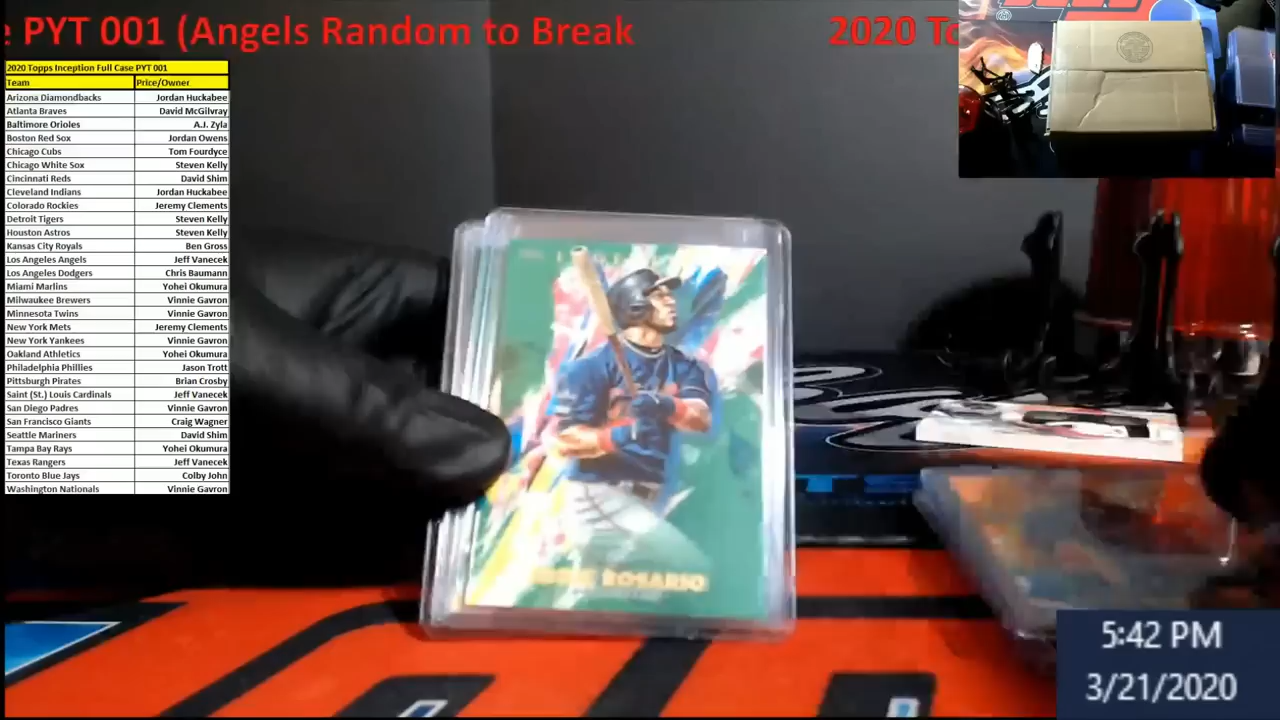 e PYT 001 (Angels Random to Break
2020 To
2020 Topps Inception Full Case PYT 001
Team Price/Owner
Arizona Diamondbacks Jordan Huckabee
Atlanta Braves David McGilvray
Baltimore Orioles A.J. Zyla
Boston Red Sox Jordan Owens
Chicago Cubs Tom Fourdyce
Chicago White Sox Steven Kelly
Cincinnati Reds David Shim
Cleveland Indians Jordan Huckabee
Colorado Rockies Jeremy Clements
Detroit Tigers Steven Kelly
Houston Astros Steven Kelly
Kansas City Royals Ben Gross
Los Angeles Angels Jeff Vanecek
Los Angeles Dodgers Chris Baumann
Miami Marlins Yohei Okumura
Milwaukee Brewers Vinnie Gavron
Minnesota Twins Vinnie Gavron
New York Mets Jeremy Clements
New York Yankees Vinnie Gavron
Oakland Athletics Yohei Okumura
Philadelphia Phillies Jason Trott
Pittsburgh Pirates Brian Crosby
Saint (St.) Louis Cardinals Jeff Vanecek
San Diego Padres Vinnie Gavron
San Francisco Giants Craig Wagner
Seattle Mariners David Shim
Tampa Bay Rays Yohei Okumura
Texas Rangers Jeff Vanecek
Toronto Blue Jays Colby John
Washington Nationals Vinnie Gavron
ROSARIO
5:42 PM
3/21/2020